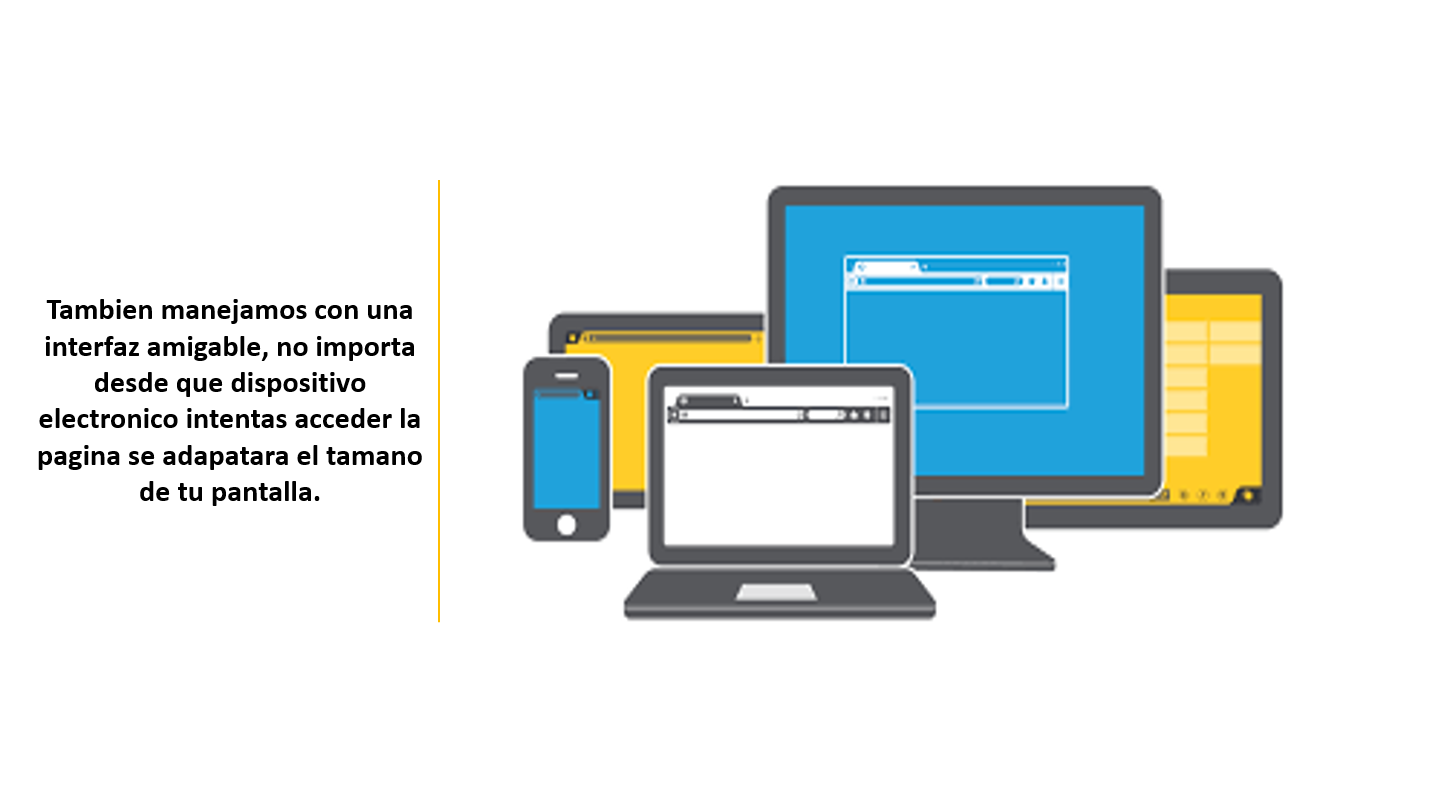 Tambien manejamos con una
interfaz amigable, no importa
desde que dispositivo
electronico intentas acceder la
pagina se adapatara el tamano
de tu pantalla.